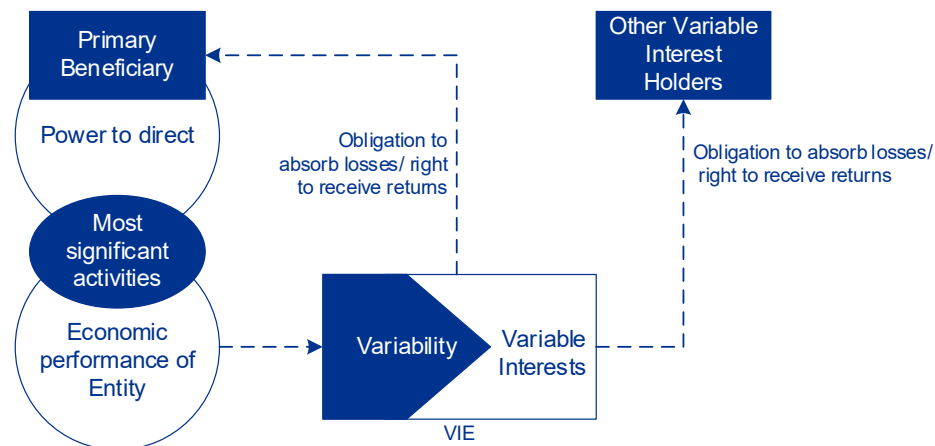 Primary
Beneficiary
Other Variable
Interest
Holders
Power to direct
Obligation to
absorb losses/ right
to receive returns
Obligation to absorb losses/
right to receive returns
Most
significant
activities
Economic
performance of
Entity
Variability
Variable
Interests
VIE